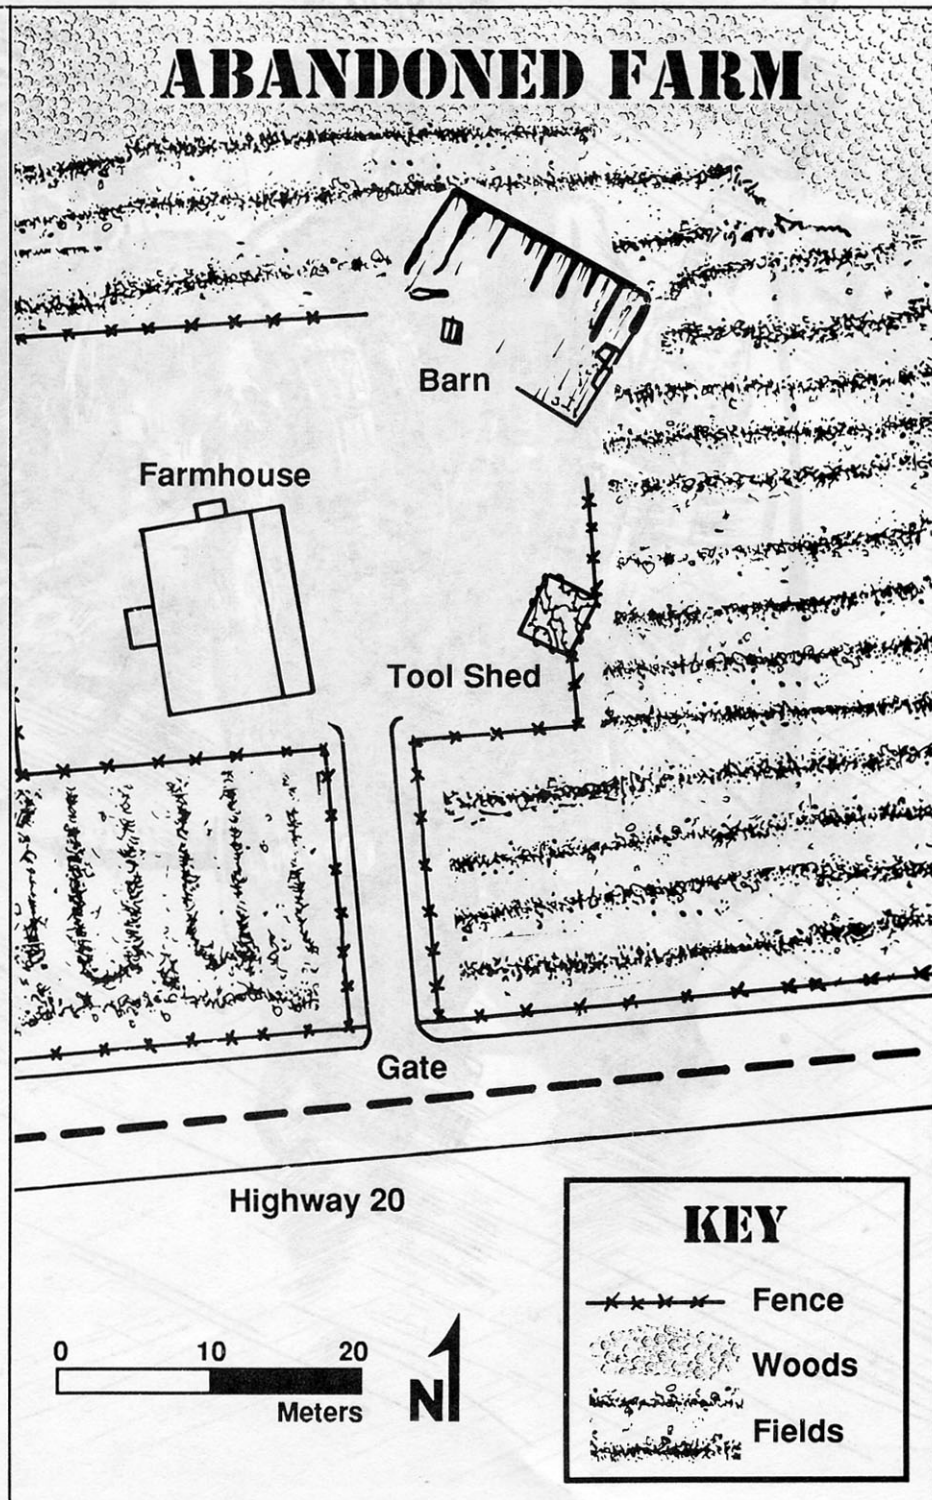 ABANDONED FARM
Barn
Farmhouse
Tool Shed
Gate
Highway 20
KEY
Fence
Woods
Fields
0 10 20
Meters
N